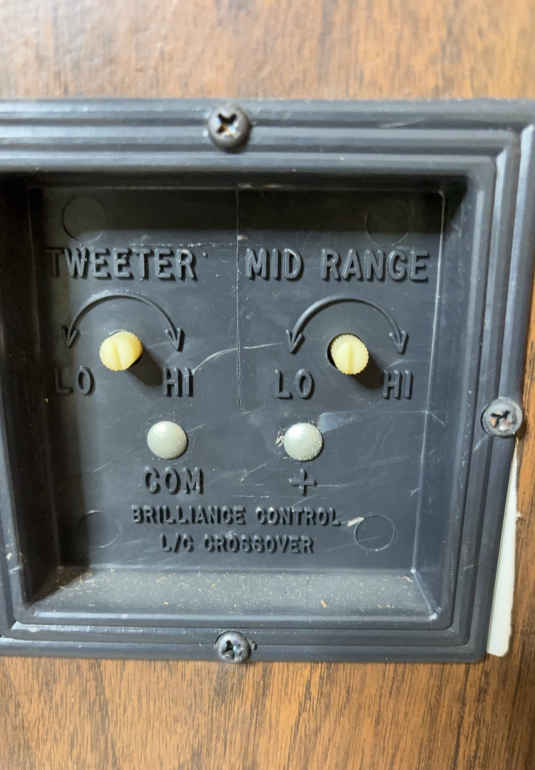 TWEETER MID RANGE
LO HI LO HI
COM +
BRILLIANCE CONTROL
L/C CROSSOVER